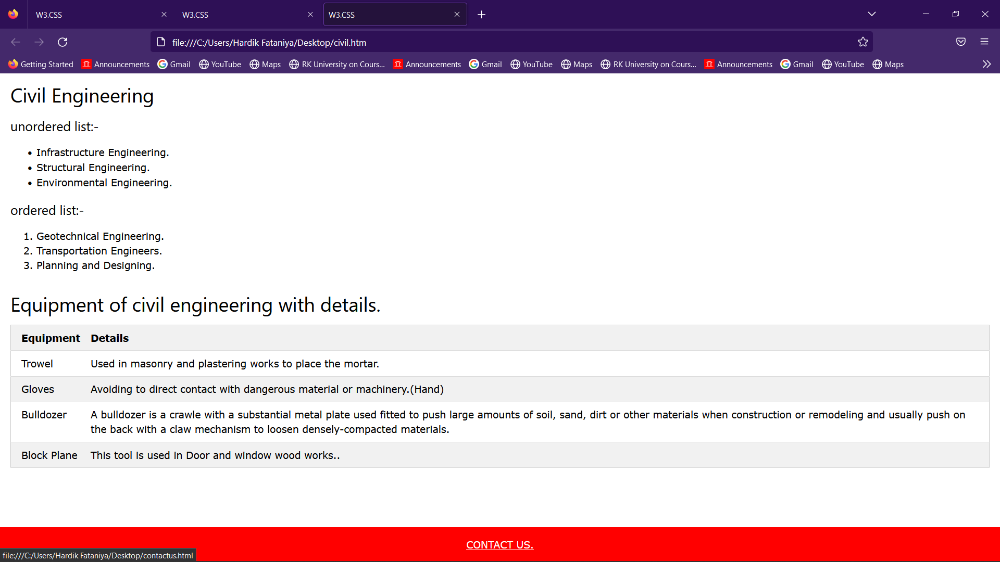 W3.CSS W3.CSS W3.CSS
file:///C:/Users/Hardik Fataniya/Desktop/civil.htm
Getting Started Announcements Gmail YouTube Maps RK University on Cours... Announcements Gmail YouTube Maps RK University on Cours... Announcements Gmail YouTube Maps
Civil Engineering
unordered list:-
• Infrastructure Engineering.
• Structural Engineering.
• Environmental Engineering.
ordered list:-
1. Geotechnical Engineering.
2. Transportation Engineers.
3. Planning and Designing.
Equipment of civil engineering with details.
Equipment Details
Trowel Used in masonry and plastering works to place the mortar.
Gloves Avoiding to direct contact with dangerous material or machinery.(Hand)
Bulldozer A bulldozer is a crawle with a substantial metal plate used fitted to push large amounts of soil, sand, dirt or other materials when construction or remodeling and usually push on
the back with a claw mechanism to loosen densely-compacted materials.
Block Plane This tool is used in Door and window wood works..
CONTACT US.
file:///C:/Users/Hardik Fataniya/Desktop/contactus.html